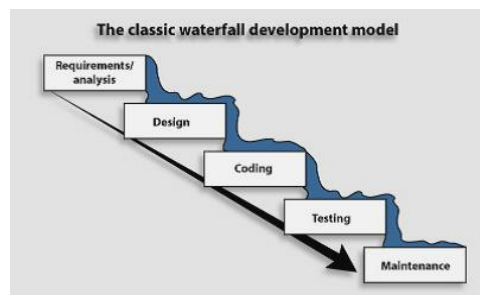 The classic waterfall development model
Requirements/
analysis
Design
Coding
Testing
Maintenance